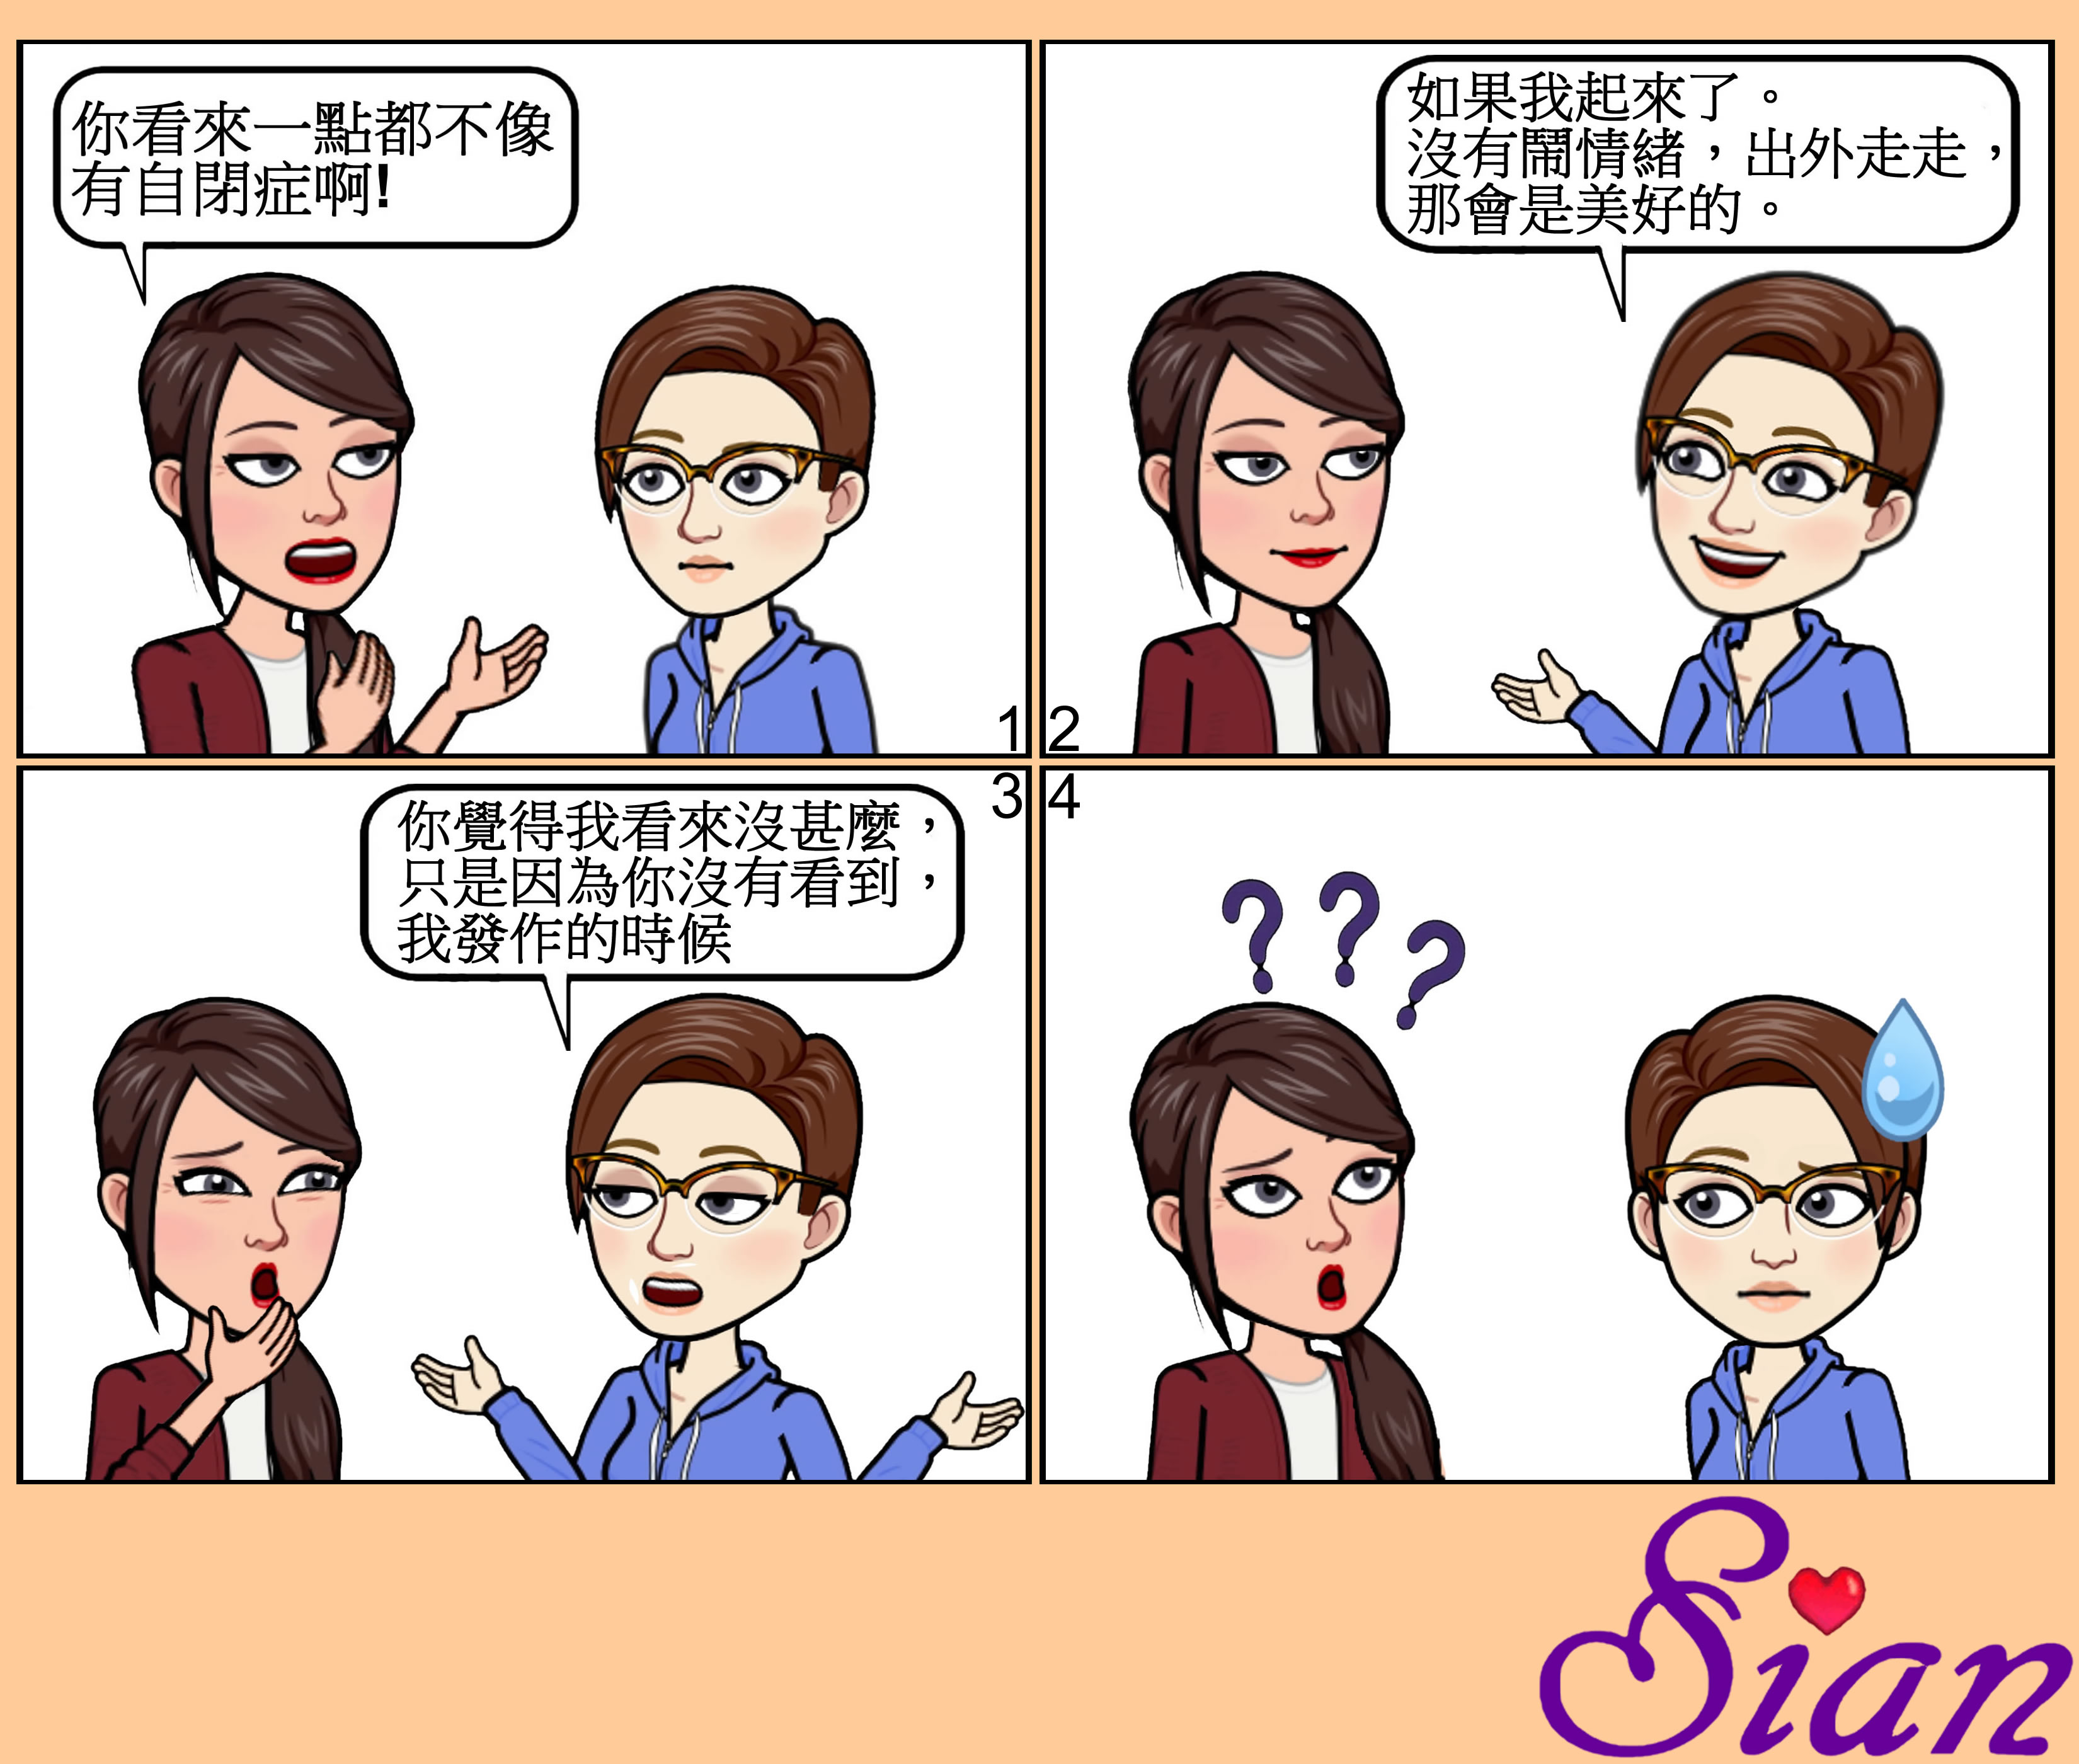 你看來一點都不像
有自閉症啊!
1
如果我起來了。
沒有鬧情緒，出外走走，
那會是美好的。
2
你覺得我看來沒甚麼，
只是因為你沒有看到，
我發作的時候
3
4
???
Sian